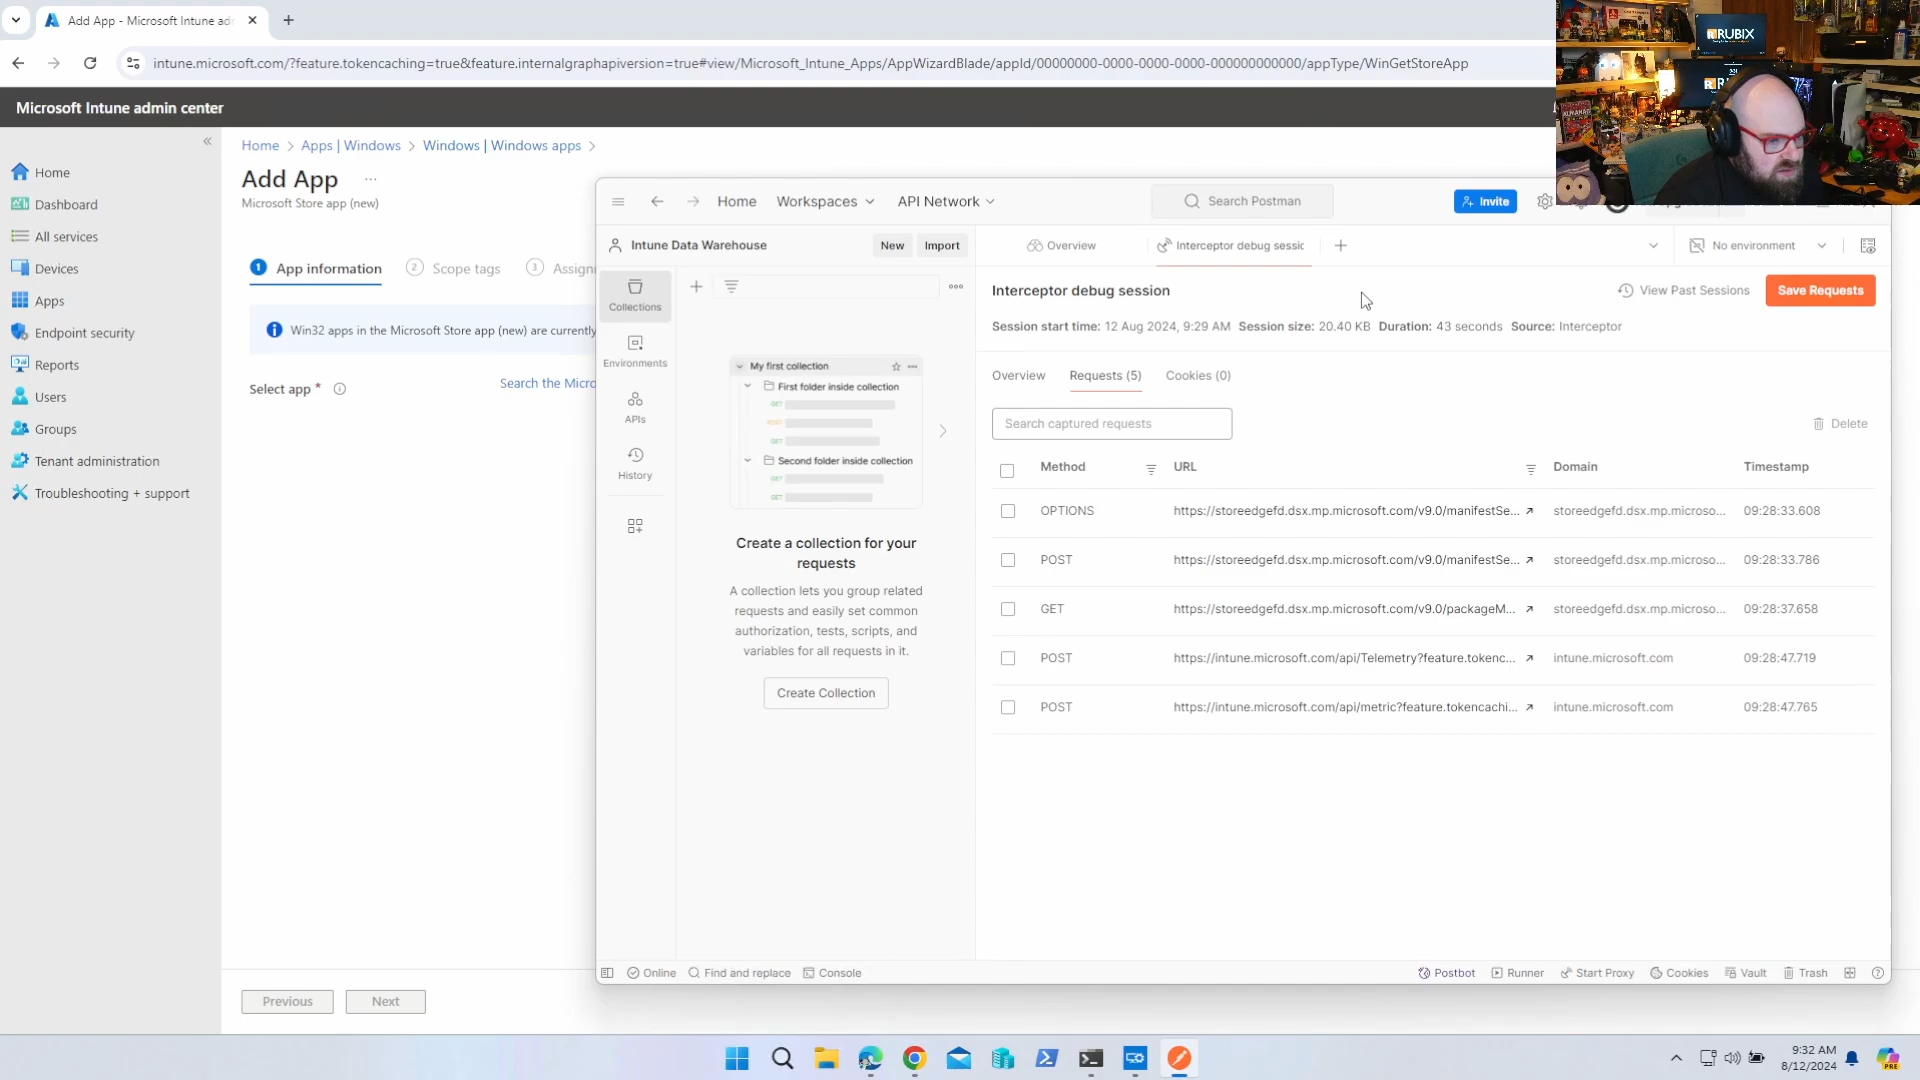 Add App - Microsoft Intune adr
intune.microsoft.com/?feature.tokencaching=true&feature.internalgraphapiversion=true#view/Microsoft_Intune_Apps/AppWizardBlade/appId/00000000-0000-0000-0000-000000000000/appType/WinGetStoreApp
RUBIX
Microsoft Intune admin center
Home
Dashboard
All services
Devices
Apps
Endpoint security
Reports
Users
Groups
Tenant administration
Troubleshooting + support
Home > Apps | Windows > Windows | Windows apps >
Add App ...
Microsoft Store app (new)
1 App information
2 Scope tags
3 Assign
Win32 apps in the Microsoft Store app (new) are currently
Select app *
Search the Micro
Previous
Next
Home
Workspaces
API Network
Search Postman
Invite
Intune Data Warehouse
New
Import
Overview
Interceptor debug sessic
No environment
Collections
Environments
APIs
History
My first collection
First folder inside collection
GET
POST
GET
Second folder inside collection
GET
GET
Create a collection for your
requests
A collection lets you group related
requests and easily set common
authorization, tests, scripts, and
variables for all requests in it.
Create Collection
Interceptor debug session
View Past Sessions
Save Requests
Session start time: 12 Aug 2024, 9:29 AM Session size: 20.40 KB Duration: 43 seconds Source: Interceptor
Overview
Requests (5)
Cookies (0)
Search captured requests
Delete
Method URL Domain Timestamp
OPTIONS https://storeedgefd.dsx.mp.microsoft.com/v9.0/manifestSe... storeedgefd.dsx.mp.microso... 09:28:33.608
POST https://storeedgefd.dsx.mp.microsoft.com/v9.0/manifestSe... storeedgefd.dsx.mp.microso... 09:28:33.786
GET https://storeedgefd.dsx.mp.microsoft.com/v9.0/packageM... storeedgefd.dsx.mp.microso... 09:28:37.658
POST https://intune.microsoft.com/api/Telemetry?feature.tokenc... intune.microsoft.com 09:28:47.719
POST https://intune.microsoft.com/api/metric?feature.tokencachi... intune.microsoft.com 09:28:47.765
Online
Find and replace
Console
Postbot
Runner
Start Proxy
Cookies
Vault
Trash
9:32 AM
8/12/2024
PRE